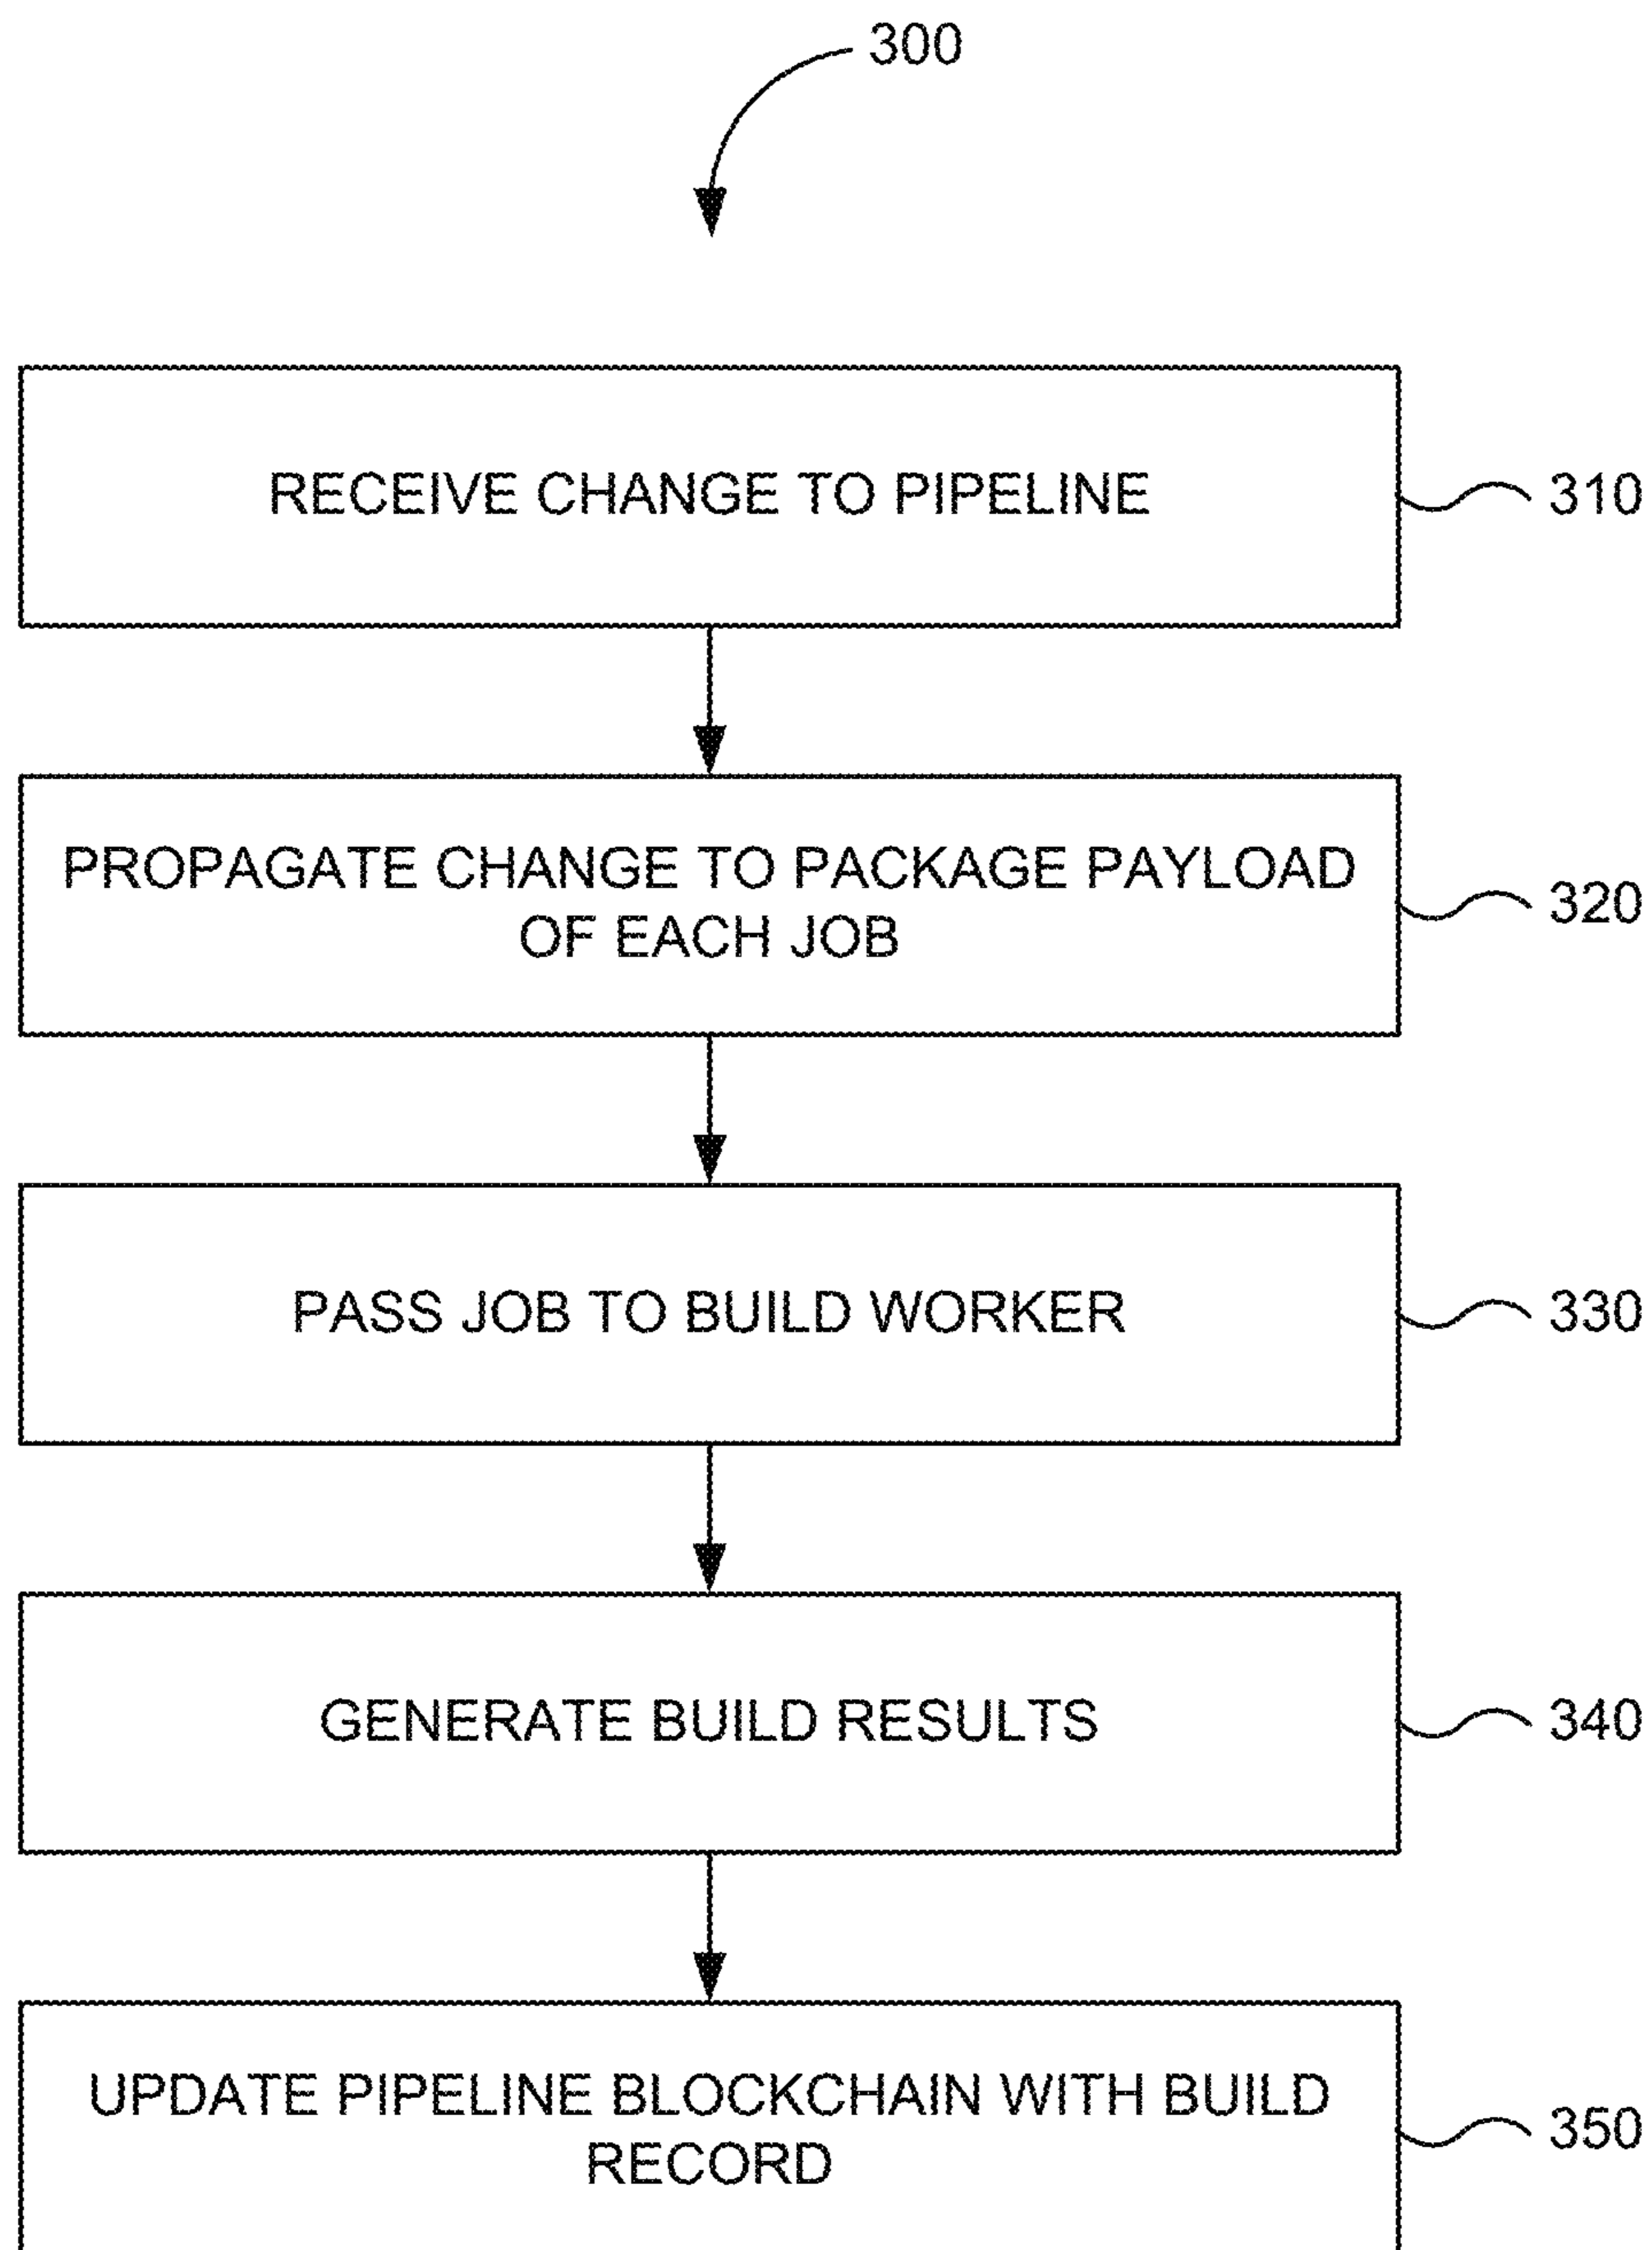 300
RECEIVE CHANGE TO PIPELINE
310
PROPAGATE CHANGE TO PACKAGE PAYLOAD
OF EACH JOB
320
PASS JOB TO BUILD WORKER
330
GENERATE BUILD RESULTS
340
UPDATE PIPELINE BLOCKCHAIN WITH BUILD
RECORD
350